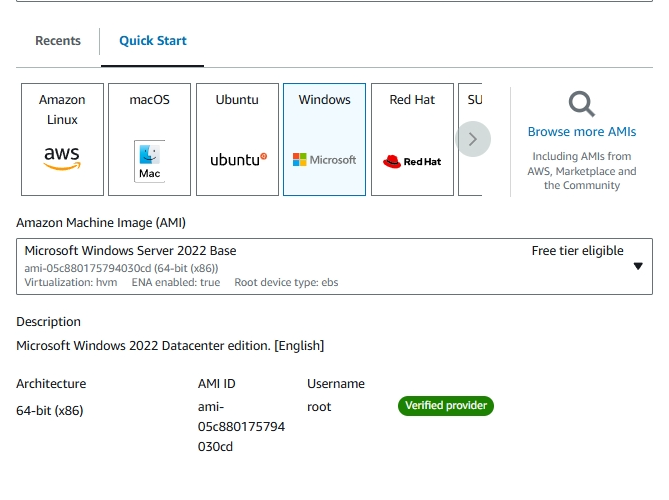 Recents
Quick Start
Amazon
Linux
aws
macOS
Mac
Ubuntu
ubuntu
Windows
Microsoft
Red Hat
Red Hat
SU
Browse more AMIs
Including AMIs from
AWS, Marketplace and
the Community
Amazon Machine Image (AMI)
Microsoft Windows Server 2022 Base
Free tier eligible
ami-05c880175794030cd (64-bit (x86))
Virtualization: hvm ENA enabled: true Root device type: ebs
Description
Microsoft Windows 2022 Datacenter edition. [English]
Architecture
64-bit (x86)
AMI ID
ami-
05c880175794
030cd
Username
root
Verified provider